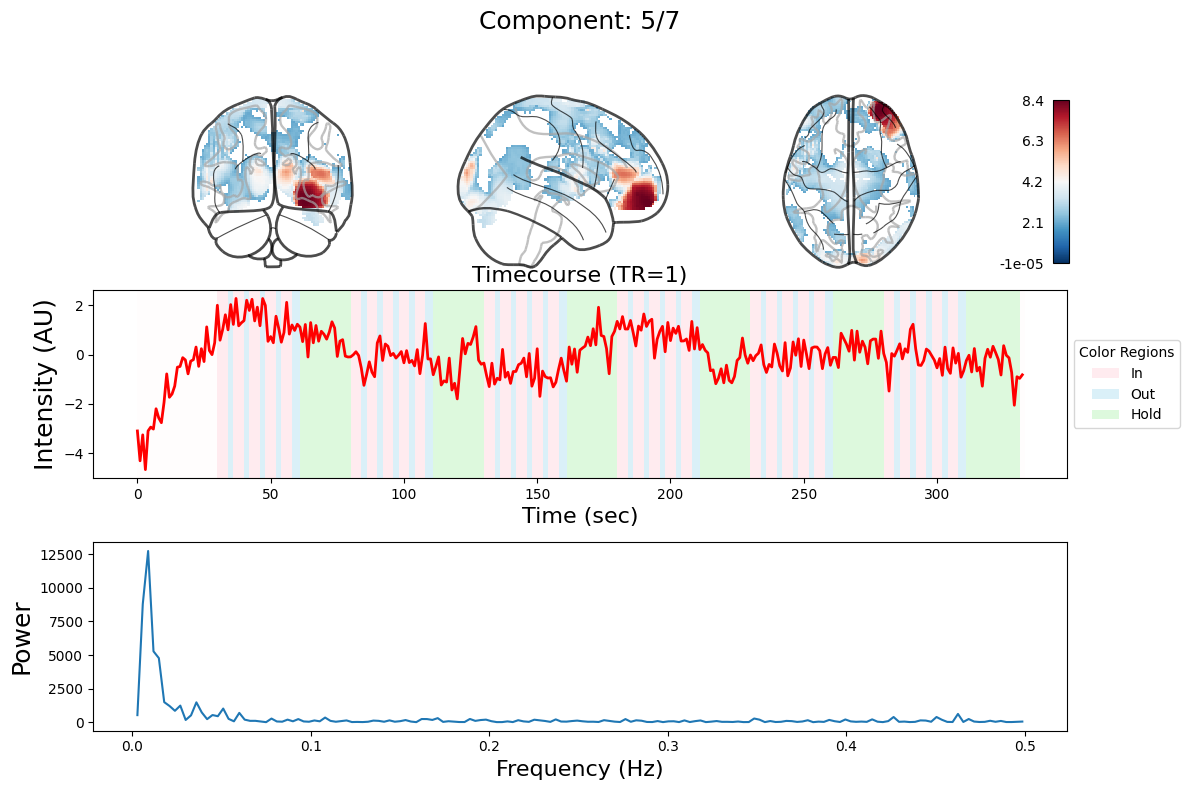 Component: 5/7
8.4
6.3
4.2
2.1
-1e-05
Timecourse (TR=1)
Intensity (AU)
2
0
−2
−4
0 50 100 150 200 250 300
Time (sec)
Color Regions
In
Out
Hold
Power
12500
10000
7500
5000
2500
0
0.0 0.1 0.2 0.3 0.4 0.5
Frequency (Hz)